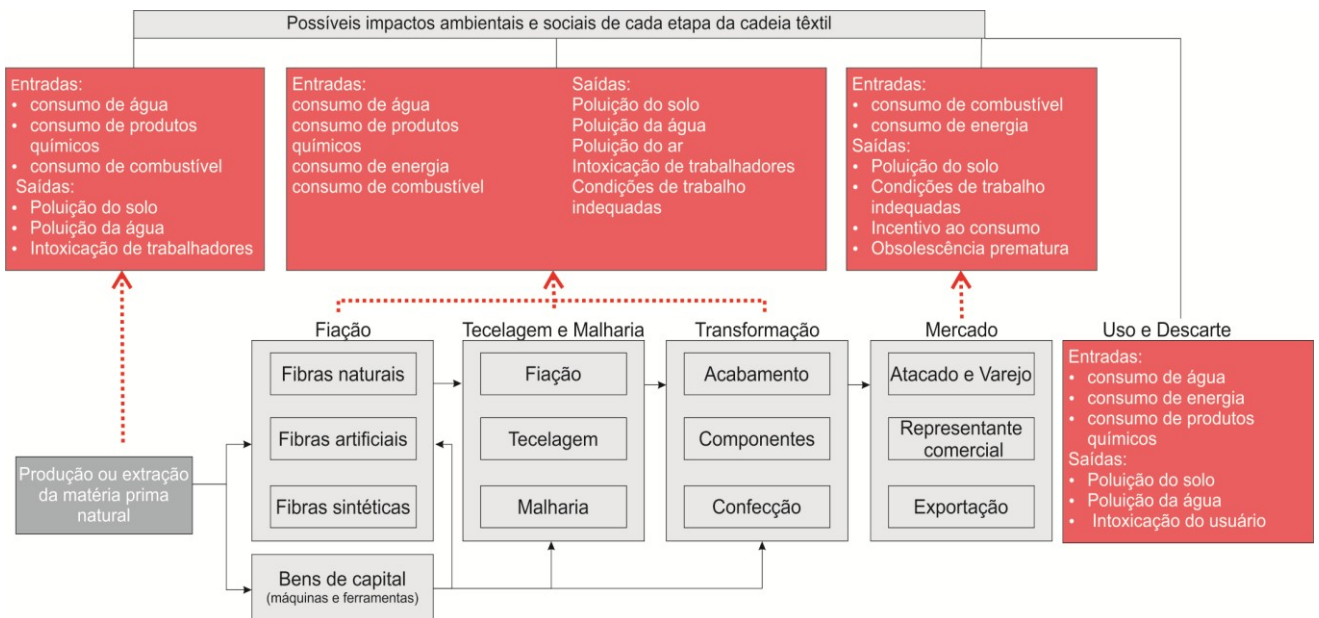 Possíveis impactos ambientais e sociais de cada etapa da cadeia têxtil
Entradas:
• consumo de água
• consumo de produtos
químicos
• consumo de combustível
Saídas:
• Poluição do solo
• Poluição da água
• Intoxicação de trabalhadores
Entradas:
consumo de água
consumo de produtos
químicos
consumo de energia
consumo de combustível
Saídas:
Poluição do solo
Poluição da água
Poluição do ar
Intoxicação de trabalhadores
Condições de trabalho
indequadas
Entradas:
• consumo de combustível
• consumo de energia
Saídas:
• Poluição do solo
• Condições de trabalho
indequadas
• Incentivo ao consumo
• Obsolescência prematura
Produção ou extração
da matéria prima
natural
Fiação
Fibras naturais
Fibras artificiais
Fibras sintéticas
Bens de capital
(máquinas e ferramentas)
Tecelagem e Malharia
Fiação
Tecelagem
Malharia
Transformação
Acabamento
Componentes
Confecção
Mercado
Atacado e Varejo
Representante
comercial
Exportação
Uso e Descarte
Entradas:
• consumo de água
• consumo de energia
• consumo de produtos
químicos
Saídas:
• Poluição do solo
• Poluição da água
• Intoxicação do usuário